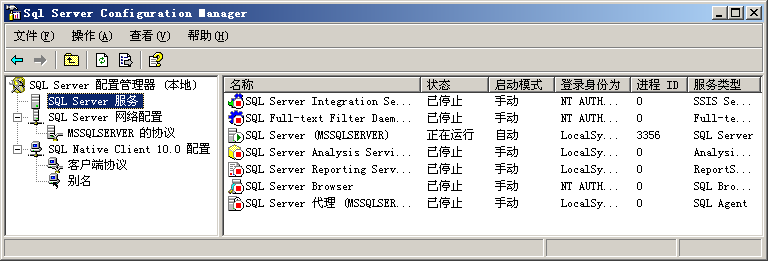 Sql Server Configuration Manager
文件(F) 操作(A) 查看(V) 帮助(H)
SQL Server 配置管理器 (本地)
SQL Server 服务
SQL Server 网络配置
MSSQLSERVER 的协议
SQL Native Client 10.0 配置
客户端协议
别名
名称 状态 启动模式 登录身份为 进程 ID 服务类型
SQL Server Integration Se... 已停止 手动 NT AUTH... 0 SSIS Se...
SQL Full-text Filter Daem... 已停止 手动 NT AUTH... 0 Full-te...
SQL Server (MSSQLSERVER) 正在运行 自动 LocalSy... 3356 SQL Server
SQL Server Analysis Servi... 已停止 手动 LocalSy... 0 Analysi...
SQL Server Reporting Serv... 已停止 手动 LocalSy... 0 ReportS...
SQL Server Browser 已停止 手动 NT AUTH... 0 SQL Bro...
SQL Server 代理 (MSSQLSER... 已停止 手动 LocalSy... 0 SQL Agent